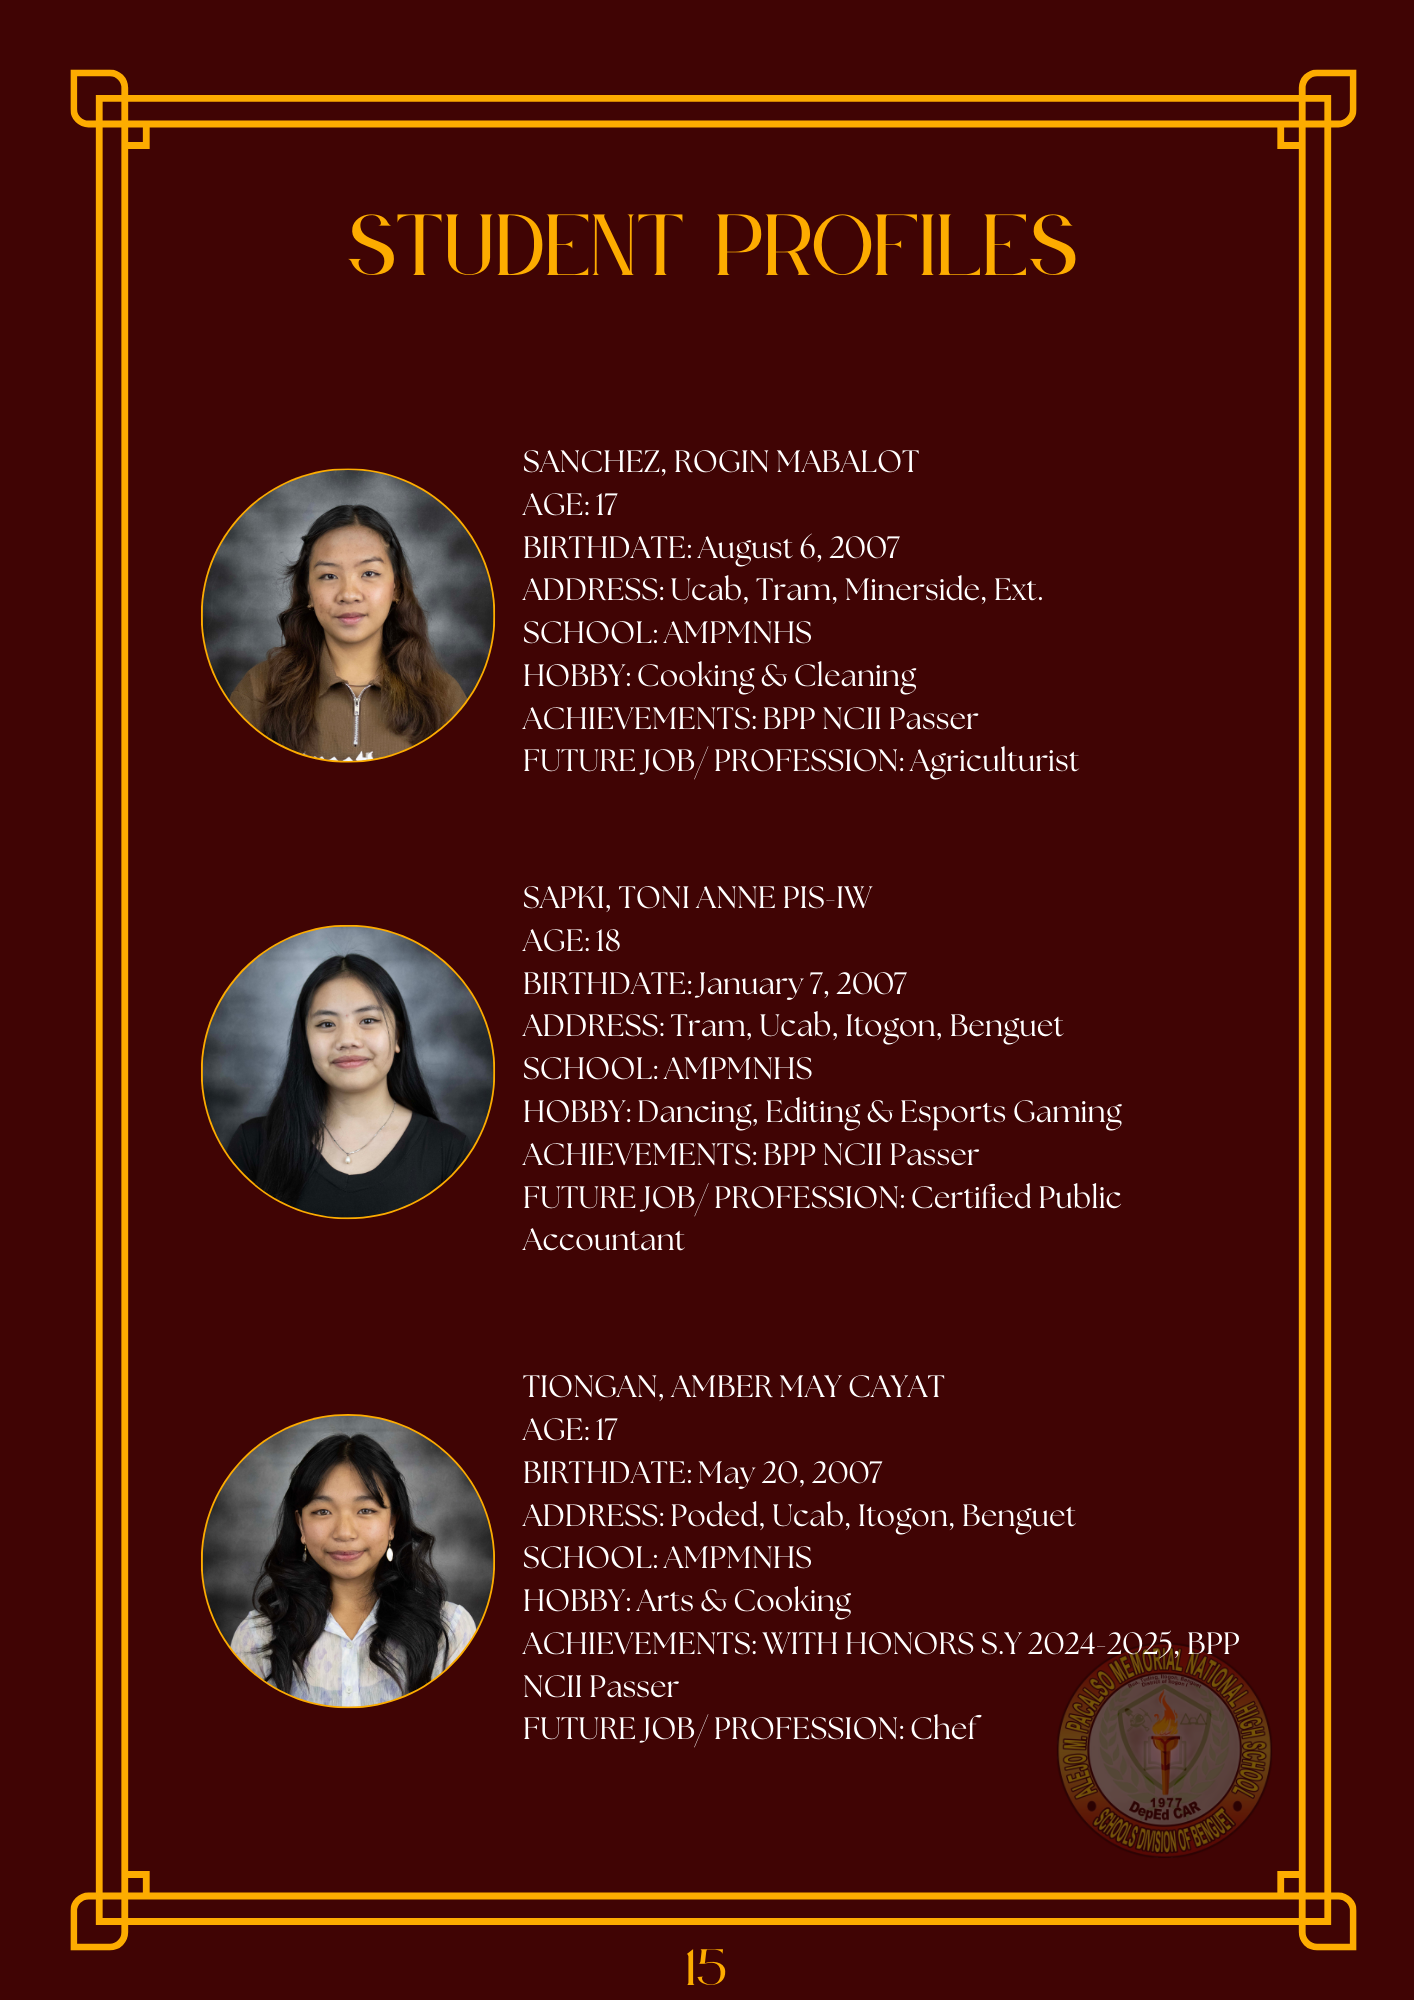 STUDENT PROFILES
SANCHEZ, ROGIN MABALOT
AGE: 17
BIRTHDATE: August 6, 2007
ADDRESS: Ucab, Tram, Minerside, Ext.
SCHOOL: AMPMNHS
HOBBY: Cooking & Cleaning
ACHIEVEMENTS: BPP NCII Passer
FUTURE JOB/ PROFESSION: Agriculturist
SAPKI, TONI ANNE PIS-IW
AGE: 18
BIRTHDATE: January 7, 2007
ADDRESS: Tram, Ucab, Itogon, Benguet
SCHOOL: AMPMNHS
HOBBY: Dancing, Editing & Esports Gaming
ACHIEVEMENTS: BPP NCII Passer
FUTURE JOB/ PROFESSION: Certified Public
Accountant
TIONGAN, AMBER MAY CAYAT
AGE: 17
BIRTHDATE: May 20, 2007
ADDRESS: Poded, Ucab, Itogon, Benguet
SCHOOL: AMPMNHS
HOBBY: Arts & Cooking
ACHIEVEMENTS: WITH HONORS S.Y 2024-2025, BPP
NCII Passer
FUTURE JOB/ PROFESSION: Chef
ALEJO M. PACALSO MEMORIAL NATIONAL HIGH SCHOOL
1977
DepEd CAR
SCHOOLS DIVISION OF BENGUET
15